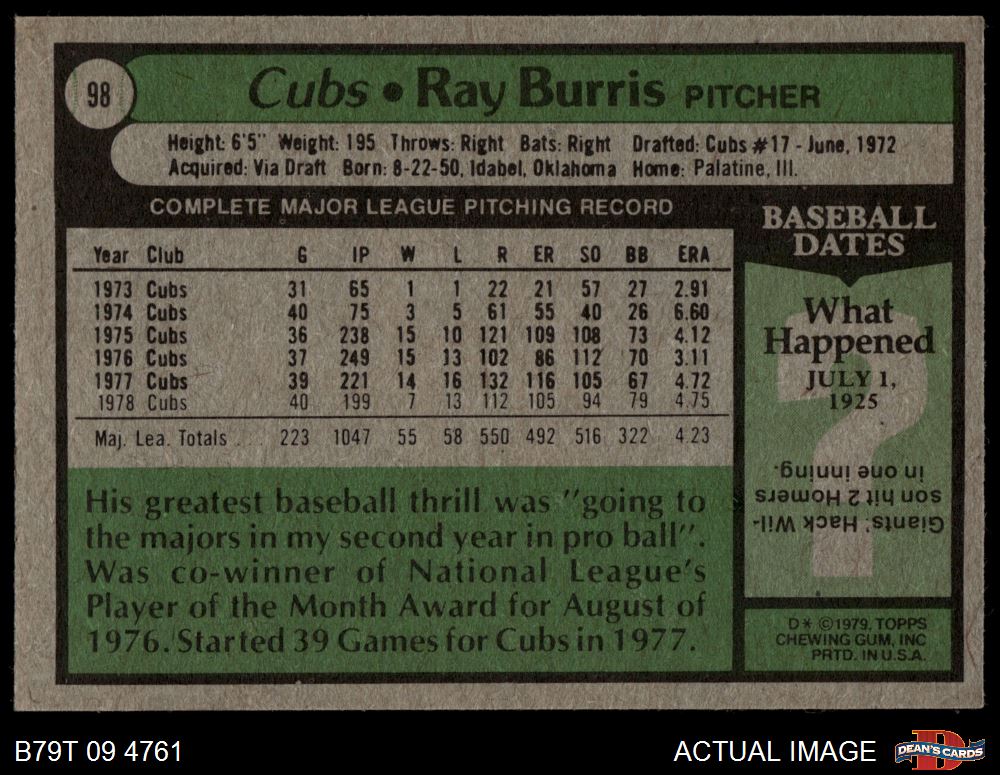 98
Cubs • Ray Burris PITCHER
Height: 6'5" Weight: 195 Throws: Right Bats: Right Drafted: Cubs #17 - June, 1972
Acquired: Via Draft Born: 8-22-50, Idabel, Oklahoma Home: Palatine, Ill.
COMPLETE MAJOR LEAGUE PITCHING RECORD
Year Club G IP W L R ER SO BB ERA
1973 Cubs 31 65 1 1 22 21 57 27 2.91
1974 Cubs 40 75 3 5 61 55 40 26 6.60
1975 Cubs 36 238 15 10 121 109 108 73 4.12
1976 Cubs 37 249 15 13 102 86 112 70 3.11
1977 Cubs 39 221 14 16 132 116 105 67 4.72
1978 Cubs 40 199 7 13 112 105 94 79 4.75
Maj. Lea. Totals . . . 223 1047 55 58 550 492 516 322 4.23
His greatest baseball thrill was "going to
the majors in my second year in pro ball".
Was co-winner of National League's
Player of the Month Award for August of
1976. Started 39 Games for Cubs in 1977.
BASEBALL
DATES
What
Happened
JULY 1,
1925
?
Giants' Hack Wil-
son hit 2 Homers
in one inning.
D* ©1979, TOPPS
CHEWING GUM, INC
PRTD. IN U.S.A.
B79T 09 4761
ACTUAL IMAGE
D
DEAN'S CARDS